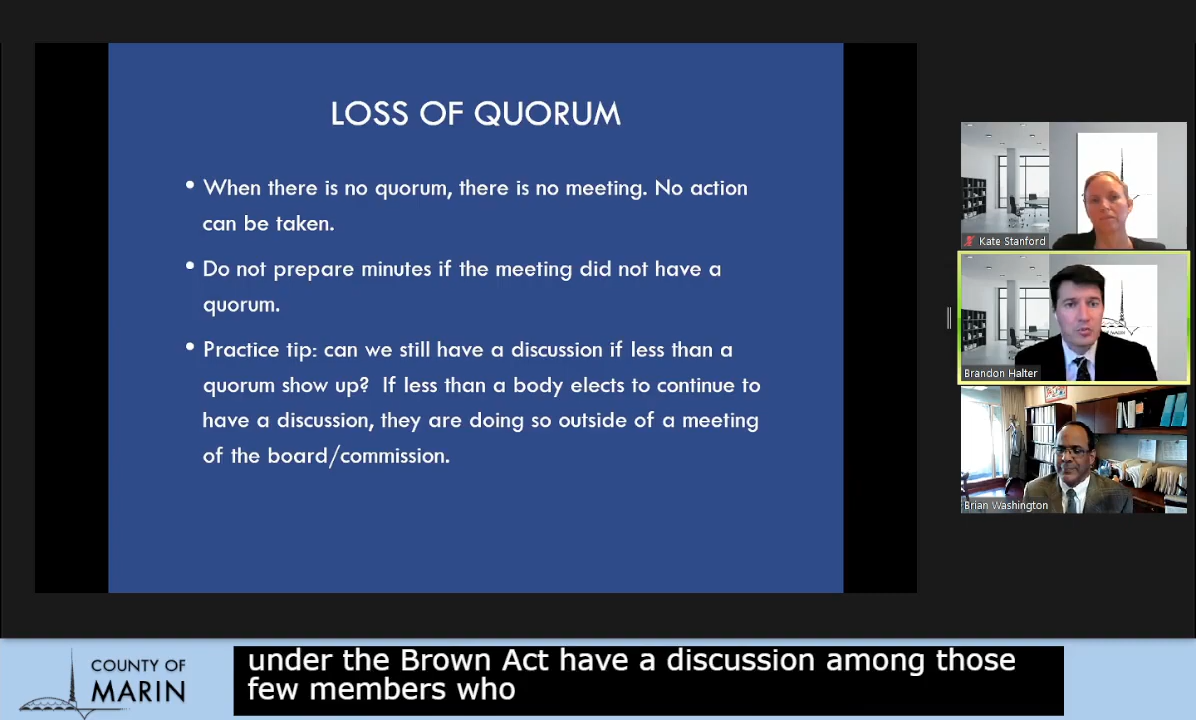 LOSS OF QUORUM
• When there is no quorum, there is no meeting. No action
can be taken.
• Do not prepare minutes if the meeting did not have a
quorum.
• Practice tip: can we still have a discussion if less than a
quorum show up?  If less than a body elects to continue to
have a discussion, they are doing so outside of a meeting
of the board/commission.
Kate Stanford
Brandon Halter
Brian Washington
COUNTY OF
MARIN
under the Brown Act have a discussion among those
few members who